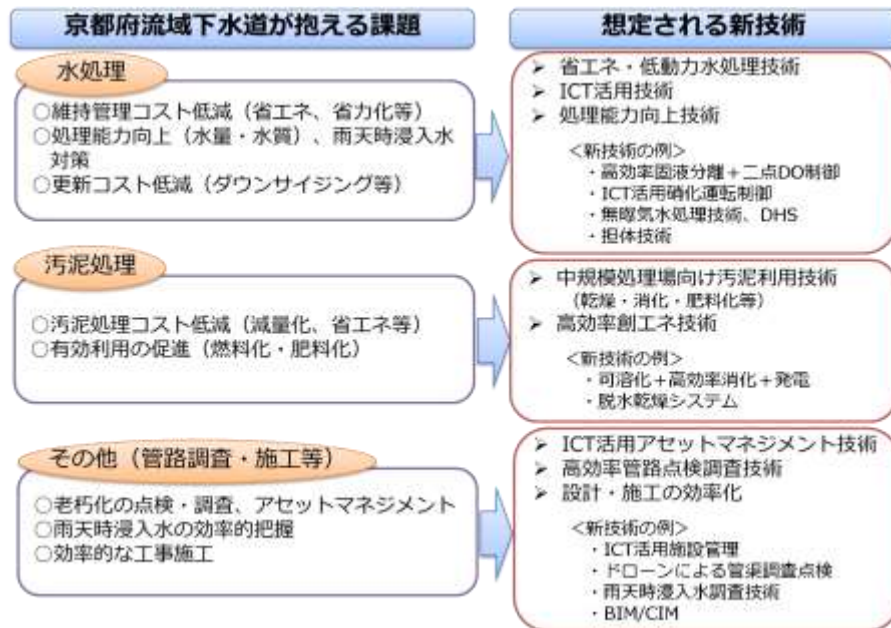 京都府流域下水道が抱える課題
想定される新技術
水処理
○維持管理コスト低減（省エネ、省力化等）
○処理能力向上（水量・水質）、雨天時浸入水
対策
○更新コスト低減（ダウンサイジング等）
➢ 省エネ・低動力水処理技術
➢ ICT活用技術
➢ 処理能力向上技術
＜新技術の例＞
・高効率固液分離＋二点DO制御
・ICT活用硝化運転制御
・無曝気水処理技術、DHS
・担体技術
汚泥処理
○汚泥処理コスト低減（減量化、省エネ等）
○有効利用の促進（燃料化・肥料化）
➢ 中規模処理場向け汚泥利用技術
（乾燥・消化・肥料化等）
➢ 高効率創エネ技術
＜新技術の例＞
・可溶化＋高効率消化＋発電
・脱水乾燥システム
その他（管路調査・施工等）
○老朽化の点検・調査、アセットマネジメント
○雨天時浸入水の効率的把握
○効率的な工事施工
➢ ICT活用アセットマネジメント技術
➢ 高効率管路点検調査技術
➢ 設計・施工の効率化
＜新技術の例＞
・ICT活用施設管理
・ドローンによる管渠調査点検
・雨天時浸入水調査技術
・BIM/CIM